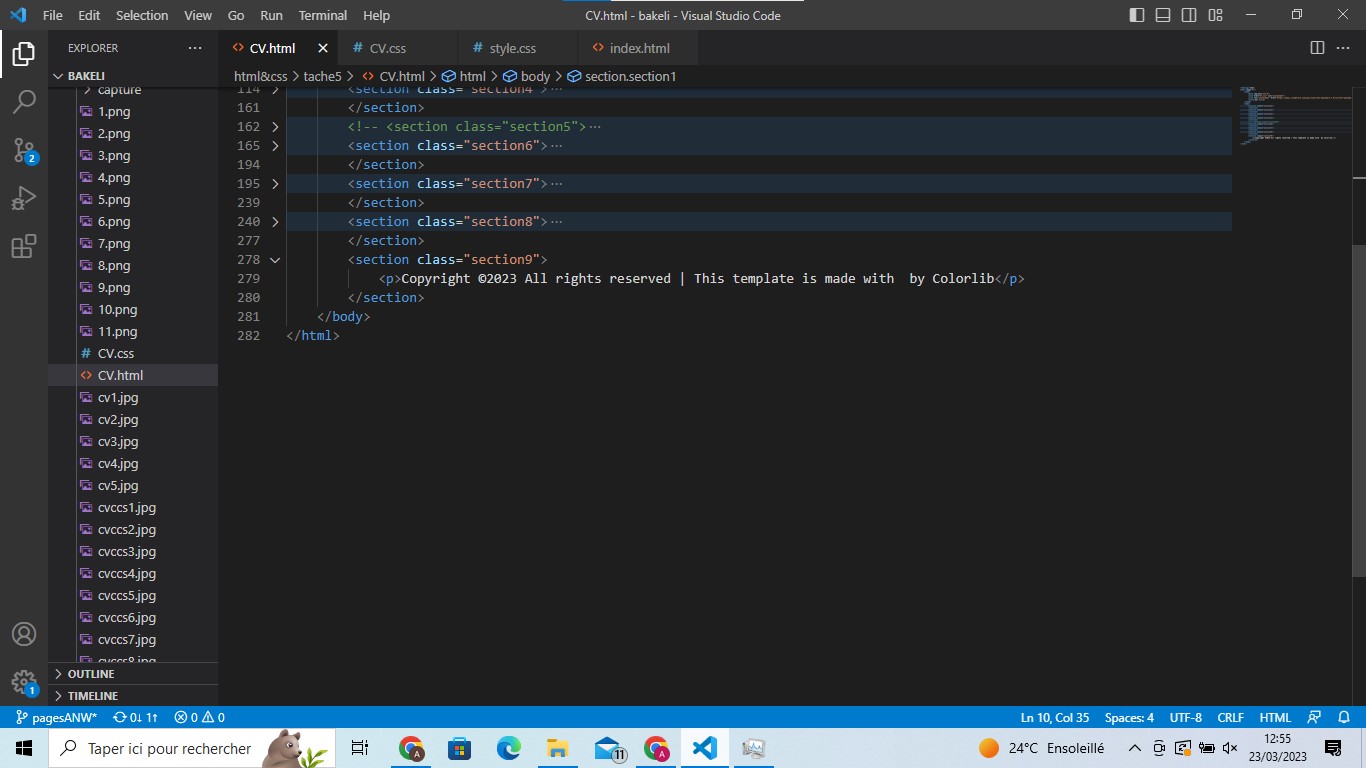 File Edit Selection View Go Run Terminal Help CV.html - bakeli - Visual Studio Code
EXPLORER ··· <> CV.html × # CV.css # style.css <> index.html ···
BAKELI
html&css > tache5 > <> CV.html > html > body > section.section1
capture
1.png
2.png
3.png
4.png
5.png
6.png
7.png
8.png
9.png
10.png
11.png
# CV.css
<> CV.html
cv1.jpg
cv2.jpg
cv3.jpg
cv4.jpg
cv5.jpg
cvccs1.jpg
cvccs2.jpg
cvccs3.jpg
cvccs4.jpg
cvccs5.jpg
cvccs6.jpg
cvccs7.jpg
cvccs8.jpg
OUTLINE
TIMELINE
114 > <section class="section4">···
161 </section>
162 > <!-- <section class="section5">···
165 > <section class="section6">···
194 </section>
195 > <section class="section7">···
239 </section>
240 > <section class="section8">···
277 </section>
278 <section class="section9">
279 <p>Copyright ©2023 All rights reserved | This template is made with  by Colorlib</p>
280 </section>
281 </body>
282 </html>
2
1
pagesANW* 0↓ 1↑ 0 0 Ln 10, Col 35 Spaces: 4 UTF-8 CRLF HTML
Taper ici pour rechercher A 11 A 24°C Ensoleillé 12:55
23/03/2023